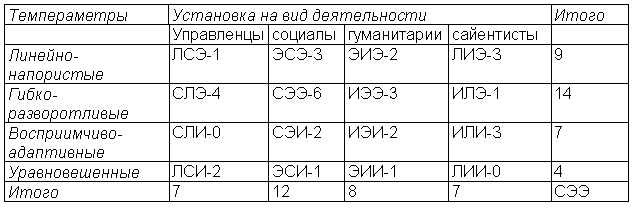 Темпераметры Установка на вид деятельности Итого
Управленцы социалы гуманитарии сайентисты
Линейно-напористые ЛСЭ-1 ЭСЭ-3 ЭИЭ-2 ЛИЭ-3 9
Гибко-разворотливые СЛЭ-4 СЭЭ-6 ИЭЭ-3 ИЛЭ-1 14
Восприимчиво-адаптивные СЛИ-0 СЭИ-2 ИЭИ-2 ИЛИ-3 7
Уравновешенные ЛСИ-2 ЭСИ-1 ЭИИ-1 ЛИИ-0 4
Итого 7 12 8 7 СЭЭ